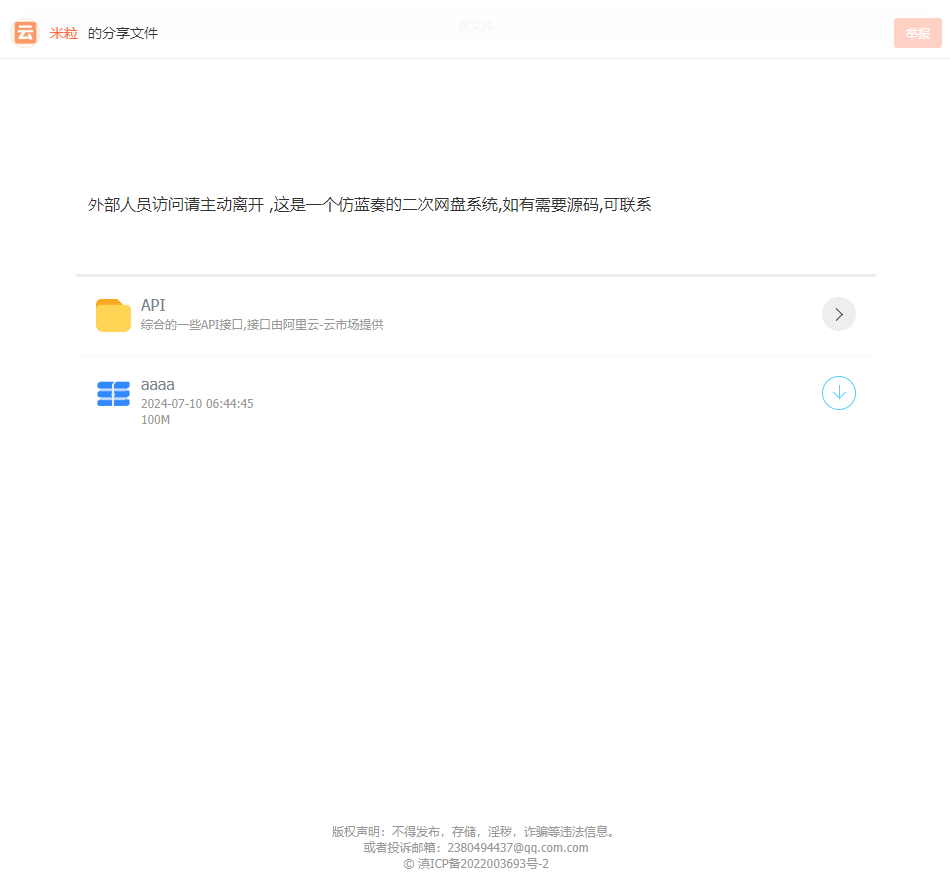 云 米粒 的分享文件
搜文件
举报
外部人员访问请主动离开 ,这是一个仿蓝奏的二次网盘系统,如有需要源码,可联系
API
综合的一些API接口,接口由阿里云-云市场提供
aaaa
2024-07-10 06:44:45
100M
版权声明：不得发布，存储，淫秽，诈骗等违法信息。
或者投诉邮箱：2380494437@qq.com.com
© 滇ICP备2022003693号-2